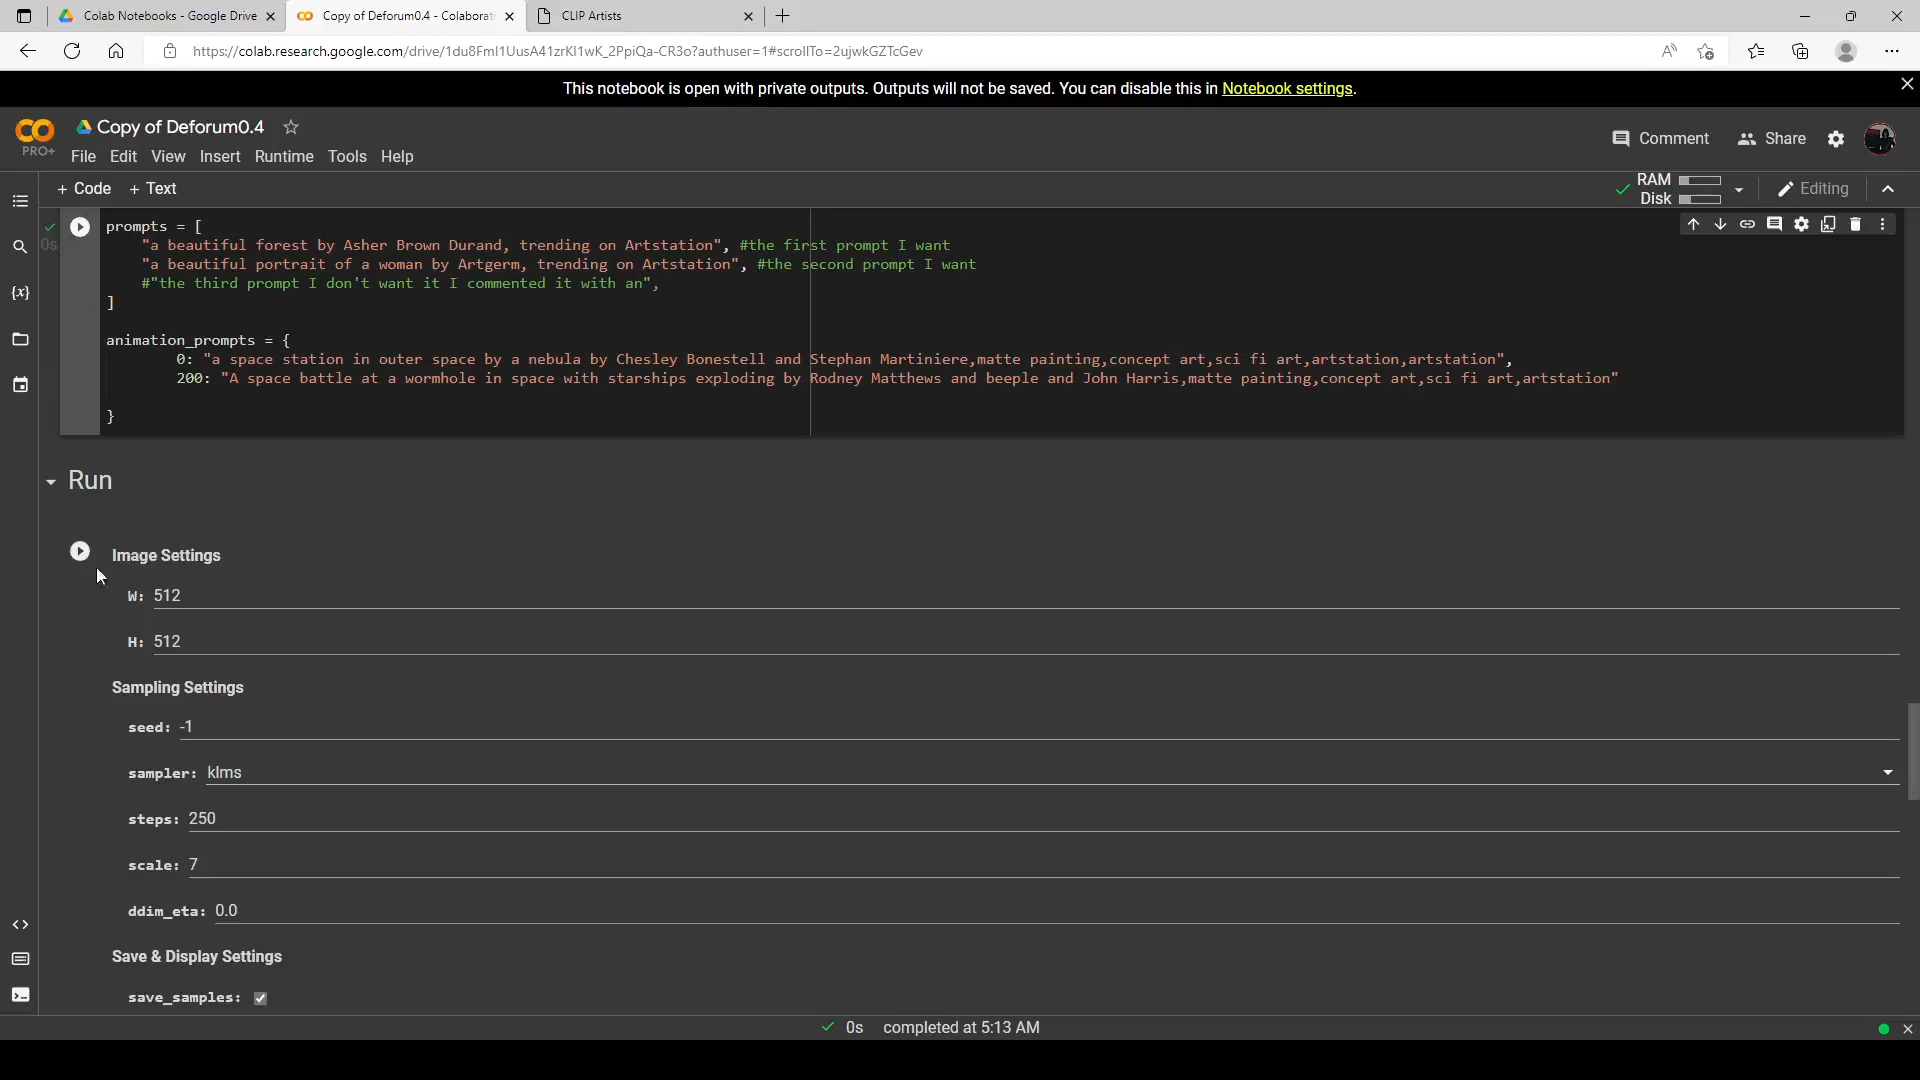 Colab Notebooks - Google Drive
Copy of Deforum0.4 - Colaborat
CLIP Artists
https://colab.research.google.com/drive/1du8FmI1UusA41zrKI1wK_2PpiQa-CR3o?authuser=1#scrollTo=2ujwkGZTcGev
This notebook is open with private outputs. Outputs will not be saved. You can disable this in Notebook settings.
CO
PRO+
Copy of Deforum0.4
File Edit View Insert Runtime Tools Help
Comment
Share
+ Code + Text
RAM
Disk
Editing
0s
prompts = [
"a beautiful forest by Asher Brown Durand, trending on Artstation", #the first prompt I want
"a beautiful portrait of a woman by Artgerm, trending on Artstation", #the second prompt I want
#"the third prompt I don't want it I commented it with an",
]
animation_prompts = {
0: "a space station in outer space by a nebula by Chesley Bonestell and Stephan Martiniere,matte painting,concept art,sci fi art,artstation,artstation",
200: "A space battle at a wormhole in space with starships exploding by Rodney Matthews and beeple and John Harris,matte painting,concept art,sci fi art,artstation"
}
Run
Image Settings
W: 512
H: 512
Sampling Settings
seed: -1
sampler: klms
steps: 250
scale: 7
ddim_eta: 0.0
Save & Display Settings
save_samples:
0s completed at 5:13 AM